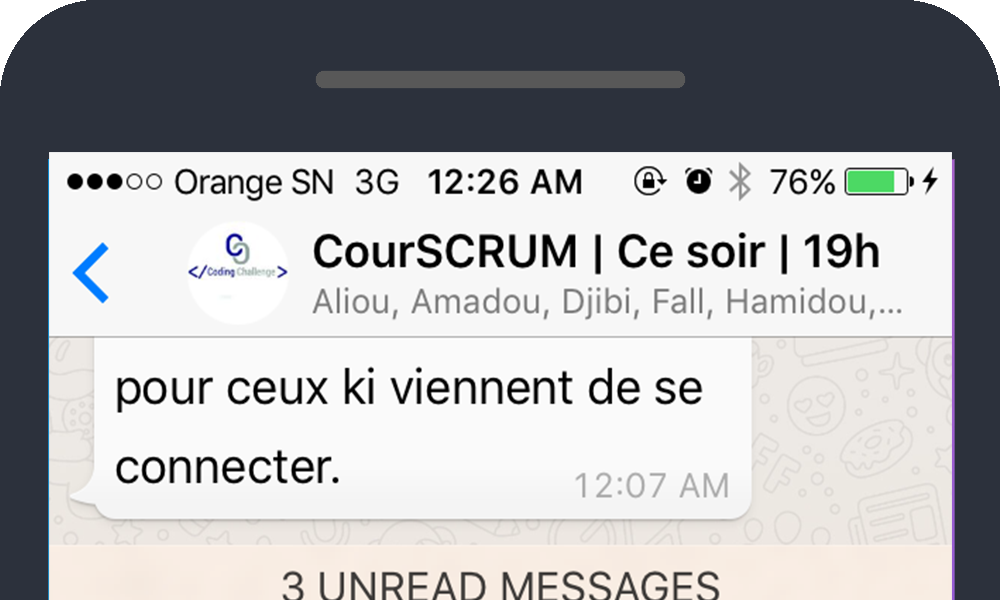 Orange SN 3G 12:26 AM 76%
</Coding Challenge>
CourSCRUM | Ce soir | 19h
Aliou, Amadou, Djibi, Fall, Hamidou,...
pour ceux ki viennent de se
connecter.
12:07 AM
3 UNREAD MESSAGES